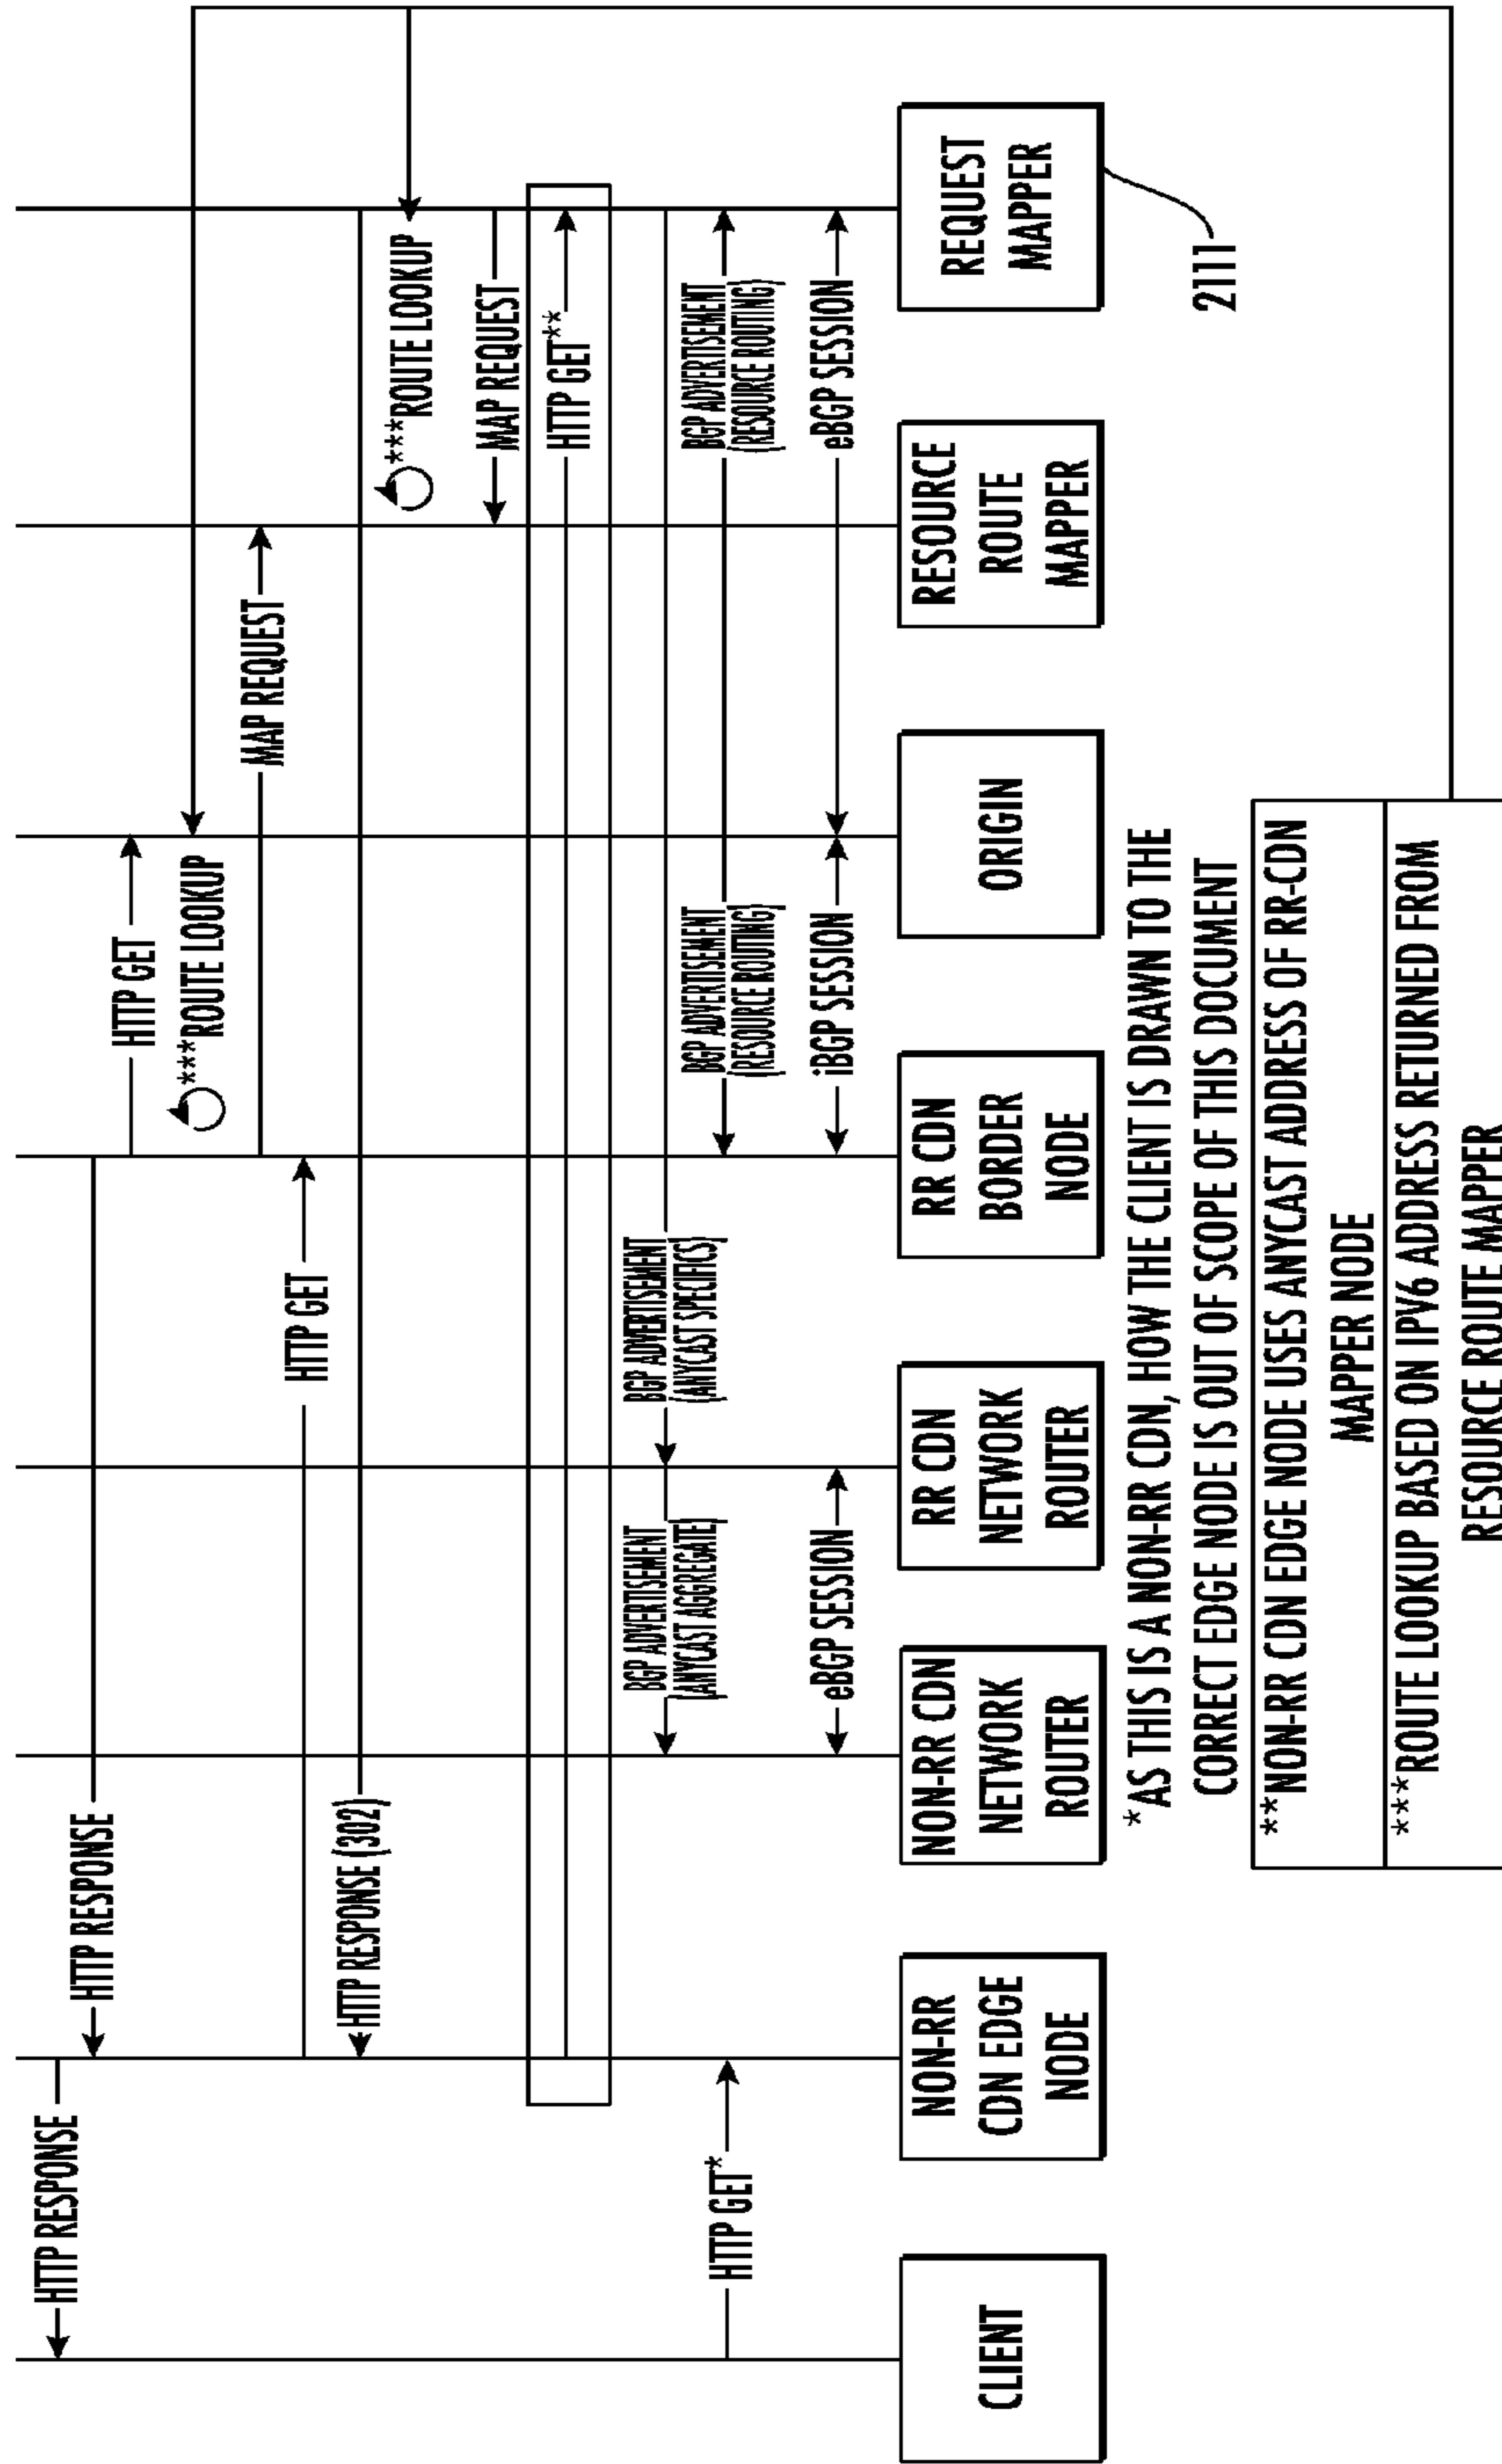 HTTP RESPONSE
HTTP RESPONSE
HTTP GET
***ROUTE LOOKUP
MAP REQUEST
HTTP GET
HTTP RESPONSE (302)
***ROUTE LOOKUP
MAP REQUEST
HTTP GET**
BGP ADVERTISEMENT
(ANYCAST AGGREGATE)
BGP ADVERTISEMENT
(ANYCAST SPECIFICS)
HTTP GET*
BGP ADVERTISEMENT
(RESOURCE ROUTING)
BGP ADVERTISEMENT
(RESOURCE ROUTING)
eBGP SESSION
iBGP SESSION
eBGP SESSION
CLIENT
NON-RR
CDN EDGE
NODE
NON-RR CDN
NETWORK
ROUTER
RR CDN
NETWORK
ROUTER
RR CDN
BORDER
NODE
ORIGIN
RESOURCE
ROUTE
MAPPER
REQUEST
MAPPER
2111
*AS THIS IS A NON-RR CDN, HOW THE CLIENT IS DRAWN TO THE
CORRECT EDGE NODE IS OUT OF SCOPE OF THIS DOCUMENT
**NON-RR CDN EDGE NODE USES ANYCAST ADDRESS OF RR-CDN
MAPPER NODE
***ROUTE LOOKUP BASED ON IPV6 ADDRESS RETURNED FROM
RESOURCE ROUTE MAPPER